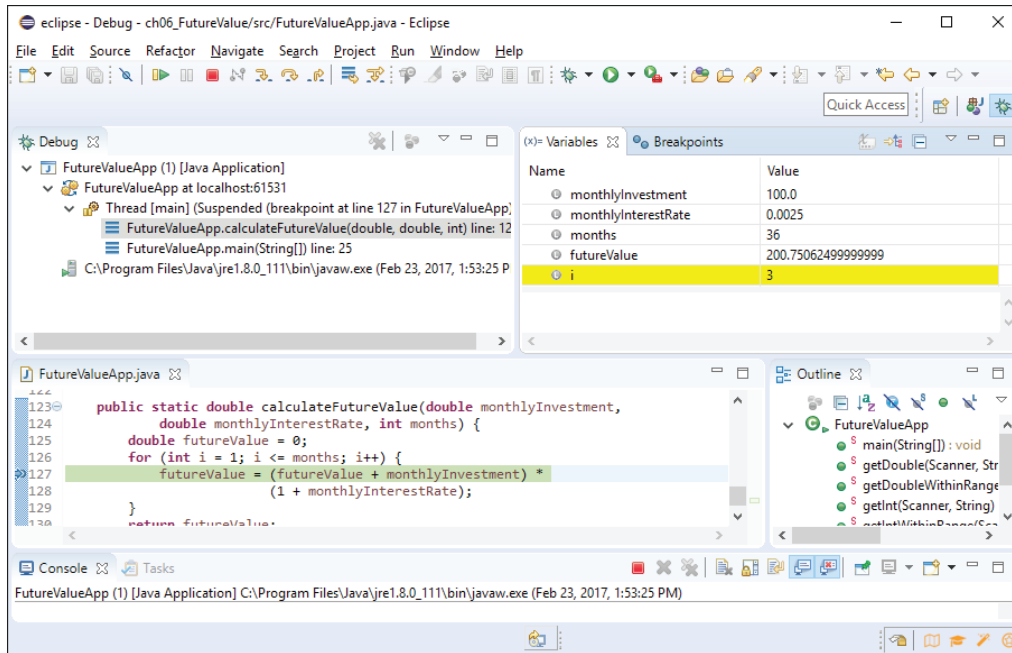 eclipse - Debug - ch06_FutureValue/src/FutureValueApp.java - Eclipse
File Edit Source Refactor Navigate Search Project Run Window Help
Quick Access
Debug
FutureValueApp (1) [Java Application]
FutureValueApp at localhost:61531
Thread [main] (Suspended (breakpoint at line 127 in FutureValueApp)
FutureValueApp.calculateFutureValue(double, double, int) line: 12
FutureValueApp.main(String[]) line: 25
C:\Program Files\Java\jre1.8.0_111\bin\javaw.exe (Feb 23, 2017, 1:53:25 P
(x)= Variables Breakpoints
Name Value
monthlyInvestment 100.0
monthlyInterestRate 0.0025
months 36
futureValue 200.75062499999999
i 3
FutureValueApp.java
122
123 public static double calculateFutureValue(double monthlyInvestment,
124 double monthlyInterestRate, int months) {
125 double futureValue = 0;
126 for (int i = 1; i <= months; i++) {
127 futureValue = (futureValue + monthlyInvestment) *
128 (1 + monthlyInterestRate);
129 }
130 return futureValue;
Outline
FutureValueApp
main(String[]) : void
getDouble(Scanner, Str
getDoubleWithinRange
getInt(Scanner, String)
getIntWithinRange(Sca
Console Tasks
FutureValueApp (1) [Java Application] C:\Program Files\Java\jre1.8.0_111\bin\javaw.exe (Feb 23, 2017, 1:53:25 PM)